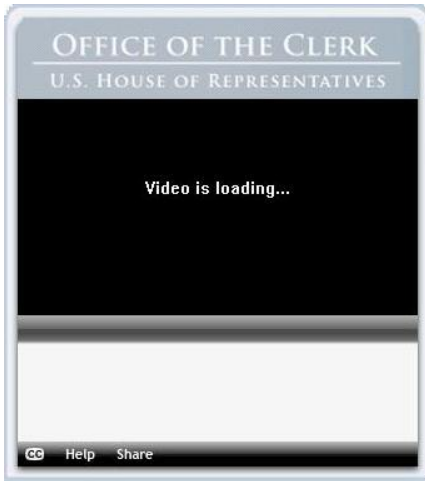 OFFICE OF THE CLERK
U.S. HOUSE OF REPRESENTATIVES
Video is loading...
CC Help Share